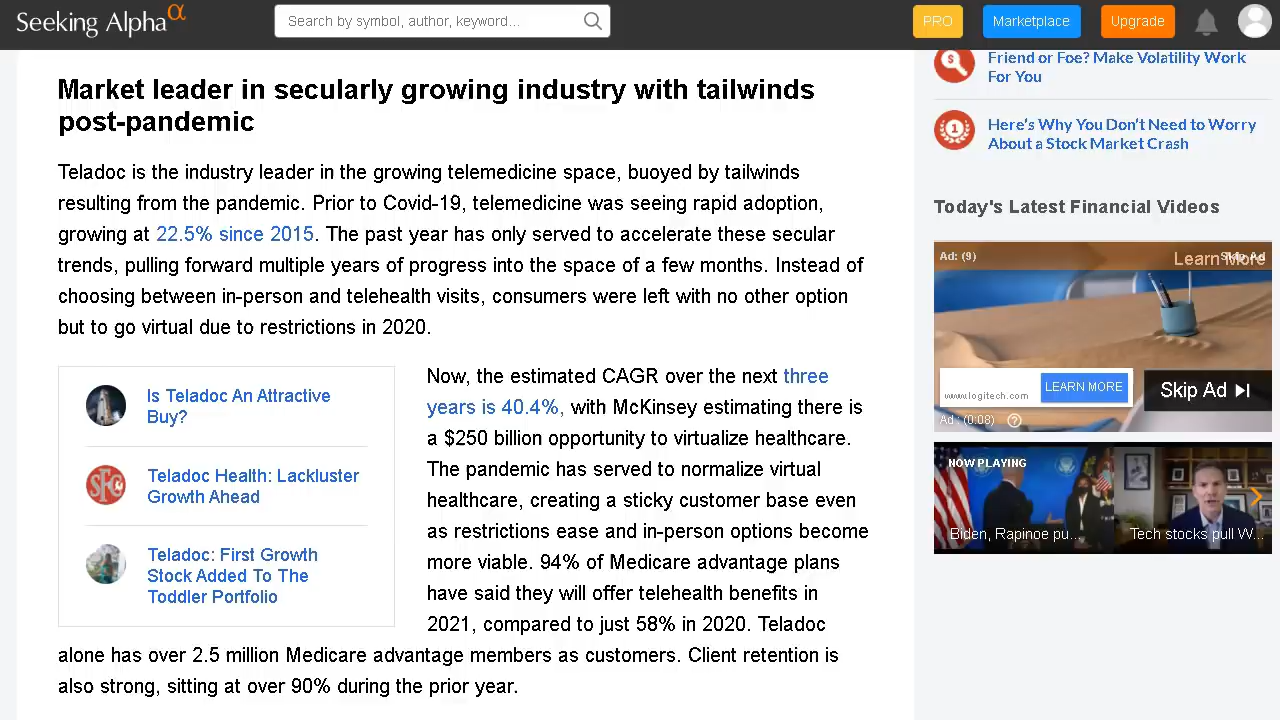 Seeking Alpha α
Search by symbol, author, keyword...
PRO
Marketplace
Upgrade
Market leader in secularly growing industry with tailwinds
post-pandemic
Teladoc is the industry leader in the growing telemedicine space, buoyed by tailwinds
resulting from the pandemic. Prior to Covid-19, telemedicine was seeing rapid adoption,
growing at 22.5% since 2015. The past year has only served to accelerate these secular
trends, pulling forward multiple years of progress into the space of a few months. Instead of
choosing between in-person and telehealth visits, consumers were left with no other option
but to go virtual due to restrictions in 2020.
Is Teladoc An Attractive
Buy?
SFG
Teladoc Health: Lackluster
Growth Ahead
Teladoc: First Growth
Stock Added To The
Toddler Portfolio
Now, the estimated CAGR over the next three
years is 40.4%, with McKinsey estimating there is
a $250 billion opportunity to virtualize healthcare.
The pandemic has served to normalize virtual
healthcare, creating a sticky customer base even
as restrictions ease and in-person options become
more viable. 94% of Medicare advantage plans
have said they will offer telehealth benefits in
2021, compared to just 58% in 2020. Teladoc
alone has over 2.5 million Medicare advantage members as customers. Client retention is
also strong, sitting at over 90% during the prior year.
Friend or Foe? Make Volatility Work
For You
1
Here's Why You Don't Need to Worry
About a Stock Market Crash
Today's Latest Financial Videos
Ad: (9)
Learn More
Skip Ad
www.logitech.com
LEARN MORE
Skip Ad
Ad : (0:08)
NOW PLAYING
Biden, Rapinoe pu...
Tech stocks pull W...